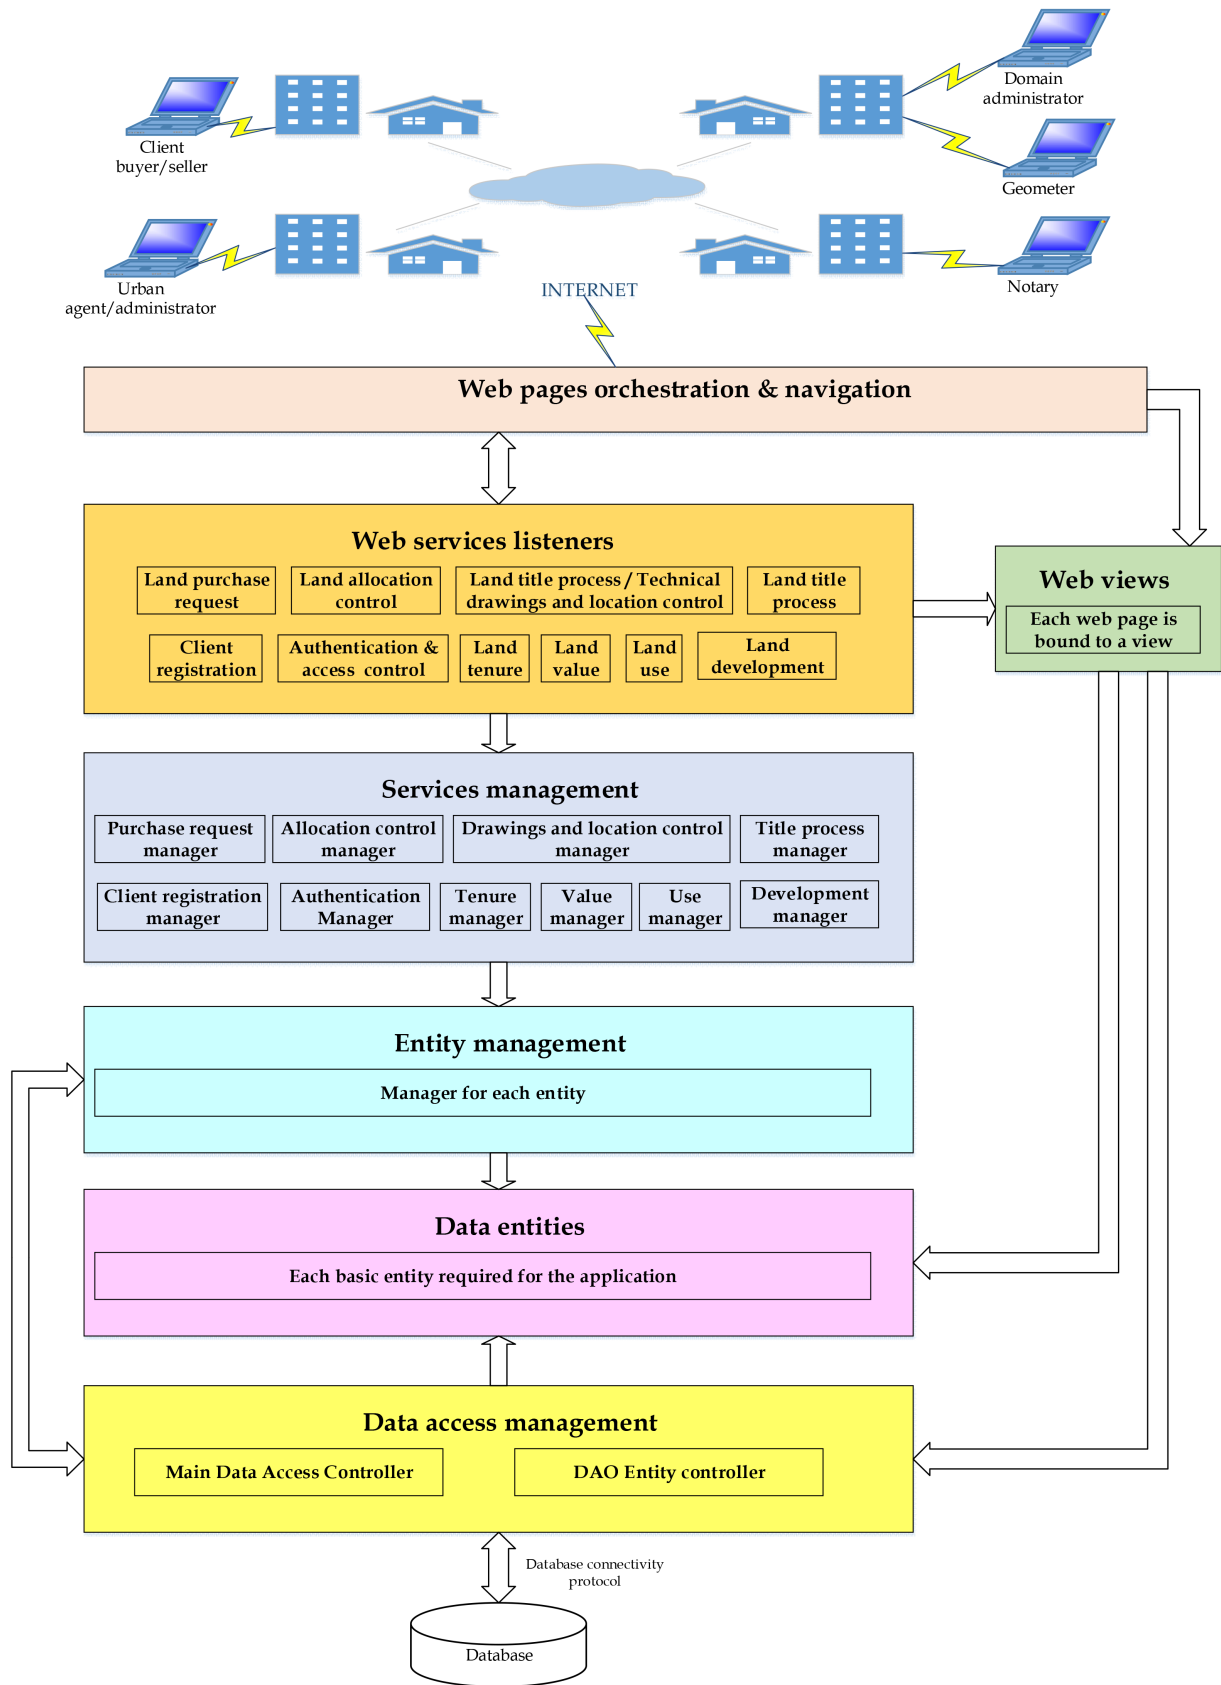 Domain
administrator
Client
buyer/seller
Geometer
Urban
agent/administrator
Notary
INTERNET
Web pages orchestration & navigation
Web services listeners
Land purchase
request
Land allocation
control
Land title process / Technical
drawings and location control
Land title
process
Client
registration
Authentication &
access control
Land
tenure
Land
value
Land
use
Land
development
Web views
Each web page is
bound to a view
Services management
Purchase request
manager
Allocation control
manager
Drawings and location control
manager
Title process
manager
Client registration
manager
Authentication
Manager
Tenure
manager
Value
manager
Use
manager
Development
manager
Entity management
Manager for each entity
Data entities
Each basic entity required for the application
Data access management
Main Data Access Controller
DAO Entity controller
Database connectivity
protocol
Database